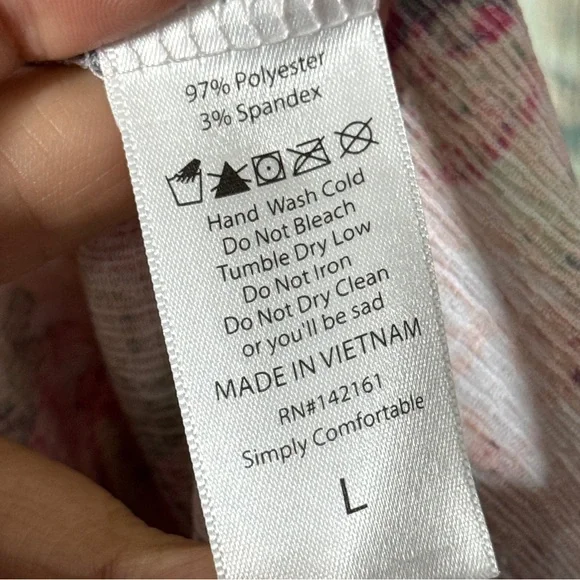 97% Polyester
3% Spandex
Hand Wash Cold
Do Not Bleach
Tumble Dry Low
Do Not Iron
Do Not Dry Clean
or you'll be sad
MADE IN VIETNAM
RN#142161
Simply Comfortable
L